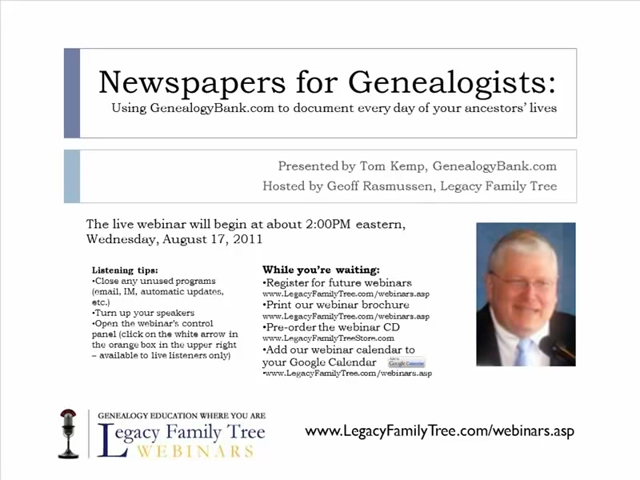 Newspapers for Genealogists:
Using GenealogyBank.com to document every day of your ancestors' lives
Presented by Tom Kemp, GenealogyBank.com
Hosted by Geoff Rasmussen, Legacy Family Tree
The live webinar will begin at about 2:00PM eastern,
Wednesday, August 17, 2011
Listening tips:
•Close any unused programs
(email, IM, automatic updates,
etc.)
•Turn up your speakers
•Open the webinar's control
panel (click on the white arrow in
the orange box in the upper right
– available to live listeners only)
While you're waiting:
•Register for future webinars
www.LegacyFamilyTree.com/webinars.asp
•Print our webinar brochure
www.LegacyFamilyTree.com/webinars.asp
•Pre-order the webinar CD
www.LegacyFamilyTreeStore.com
•Add our webinar calendar to
your Google Calendar
•www.LegacyFamilyTree.com/webinars.asp
GENEALOGY EDUCATION WHERE YOU ARE
Legacy Family Tree
WEBINARS
www.LegacyFamilyTree.com/webinars.asp